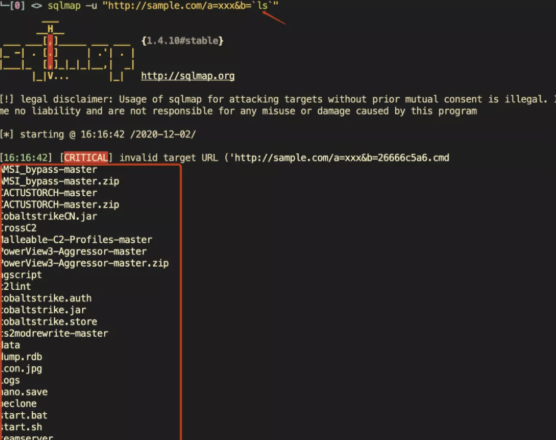 [0] <> sqlmap -u "http://sample.com/a=xxx&b=`ls`"
{1.4.10#stable}
http://sqlmap.org
[!] legal disclaimer: Usage of sqlmap for attacking targets without prior mutual consent is illegal. I
me no liability and are not responsible for any misuse or damage caused by this program
[*] starting @ 16:16:42 /2020-12-02/
[16:16:42] [CRITICAL] invalid target URL ('http://sample.com/a=xxx&b=26666c5a6.cmd
AMSI_bypass-master
AMSI_bypass-master.zip
CACTUSTORCH-master
CACTUSTORCH-master.zip
CobaltstrikeCN.jar
CrossC2
Malleable-C2-Profiles-master
PowerView3-Aggressor-master
PowerView3-Aggressor-master.zip
agscript
c2lint
cobaltstrike.auth
cobaltstrike.jar
cobaltstrike.store
cs2modrewrite-master
data
dump.rdb
icon.jpg
logs
nano.save
peclone
start.bat
start.sh
teamserver